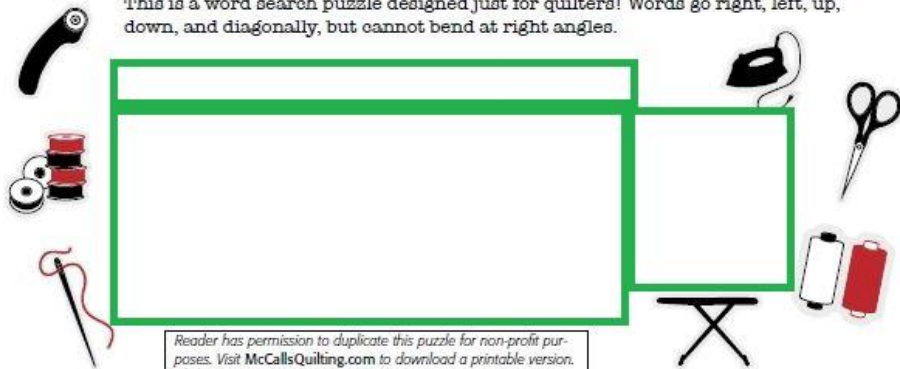 This is a word search puzzle designed just for quilters! Words go right, left, up,
down, and diagonally, but cannot bend at right angles.
Reader has permission to duplicate this puzzle for non-profit pur-
poses. Visit McCallsQuilting.com to download a printable version.